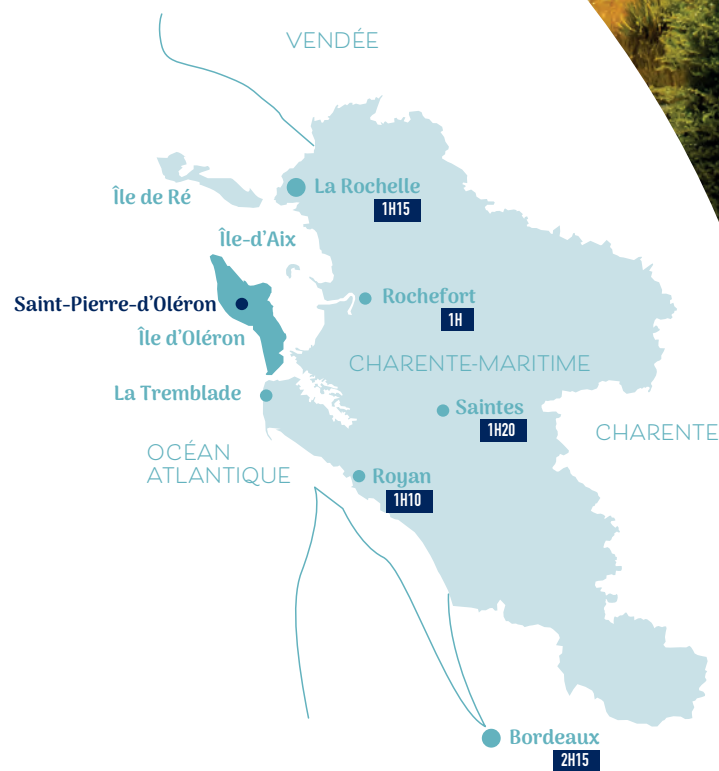 VENDÉE
La Rochelle
1H15
Île de Ré
Île-d'Aix
Saint-Pierre-d'Oléron
Rochefort
1H
Île d'Oléron
CHARENTE-MARITIME
La Tremblade
Saintes
1H20
CHARENTE
OCÉAN
ATLANTIQUE
Royan
1H10
Bordeaux
2H15